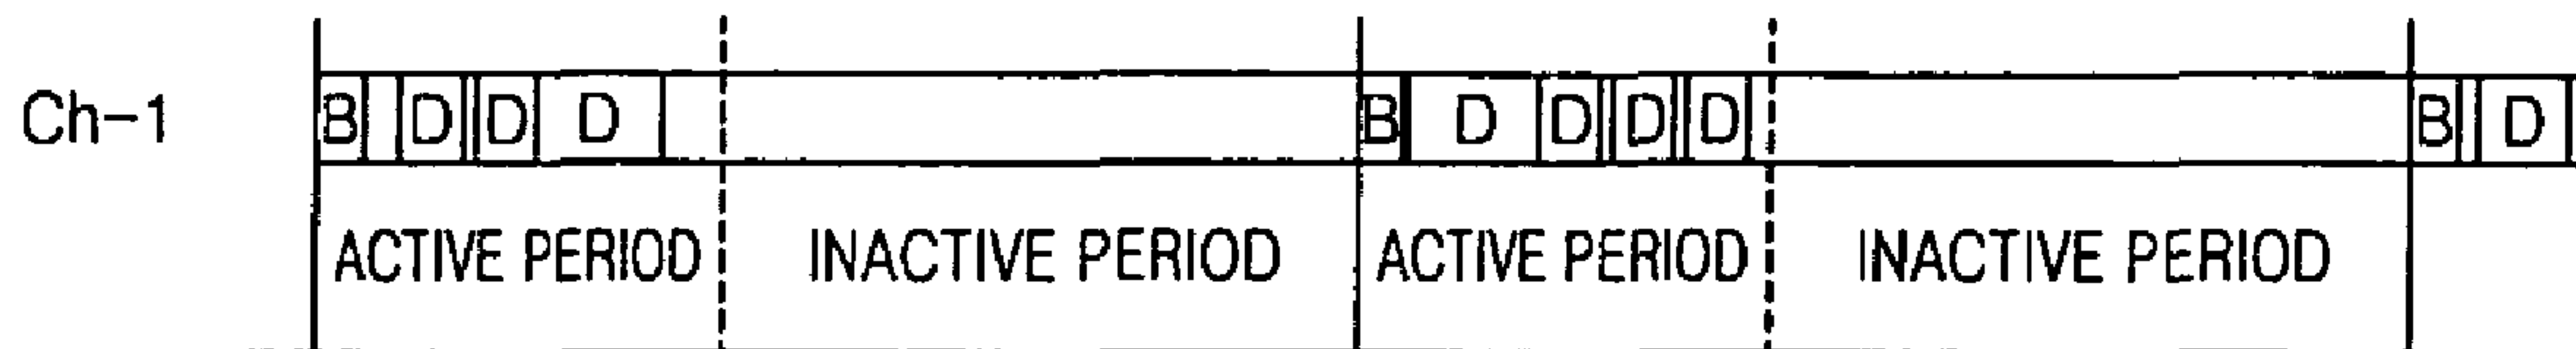 Ch-1 B D D D B D D D D B D
ACTIVE PERIOD INACTIVE PERIOD ACTIVE PERIOD INACTIVE PERIOD